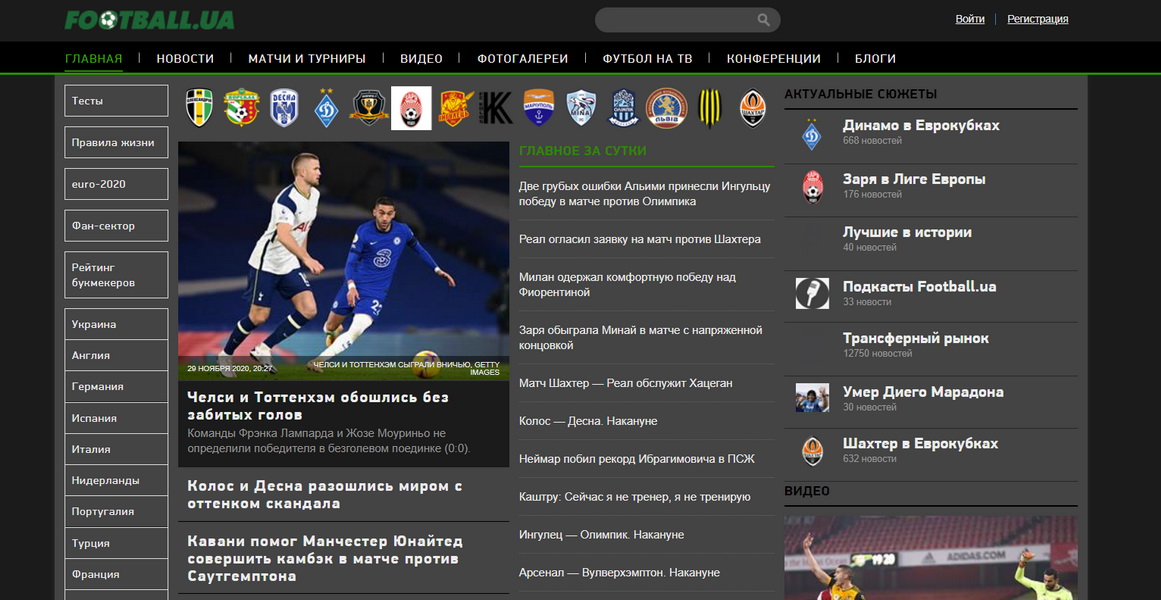 FOOTBALL.UA
Войти
Регистрация
ГЛАВНАЯ
НОВОСТИ
МАТЧИ И ТУРНИРЫ
ВИДЕО
ФОТОГАЛЕРЕИ
ФУТБОЛ НА ТВ
КОНФЕРЕНЦИИ
БЛОГИ
Тесты
Правила жизни
euro-2020
Фан-сектор
Рейтинг
букмекеров
Украина
Англия
Германия
Испания
Италия
Нидерланды
Португалия
Турция
Франция
29 НОЯБРЯ 2020, 20:27
ЧЕЛСИ И ТОТТЕНХЭМ СЫГРАЛИ ВНИЧЬЮ, GETTY
IMAGES
Челси и Тоттенхэм обошлись без
забитых голов
Команды Фрэнка Лампарда и Жозе Моуриньо не
определили победителя в безголевом поединке (0:0).
Колос и Десна разошлись миром с
оттенком скандала
Кавани помог Манчестер Юнайтед
совершить камбэк в матче против
Саутгемптона
ГЛАВНОЕ ЗА СУТКИ
Две грубых ошибки Альими принесли Ингульцу
победу в матче против Олимпика
Реал огласил заявку на матч против Шахтера
Милан одержал комфортную победу над
Фиорентиной
Заря обыграла Минай в матче с напряженной
концовкой
Матч Шахтер — Реал обслужит Хацеган
Колос — Десна. Накануне
Неймар побил рекорд Ибрагимовича в ПСЖ
Каштру: Сейчас я не тренер, я не тренирую
Ингулец — Олимпик. Накануне
Арсенал — Вулверхэмптон. Накануне
АКТУАЛЬНЫЕ СЮЖЕТЫ
Динамо в Еврокубках
668 новостей
Заря в Лиге Европы
176 новостей
Лучшие в истории
40 новостей
Подкасты Football.ua
33 новости
Трансферный рынок
12750 новостей
Умер Диего Марадона
30 новостей
Шахтер в Еврокубках
632 новости
ВИДЕО
ADIDAS.COM